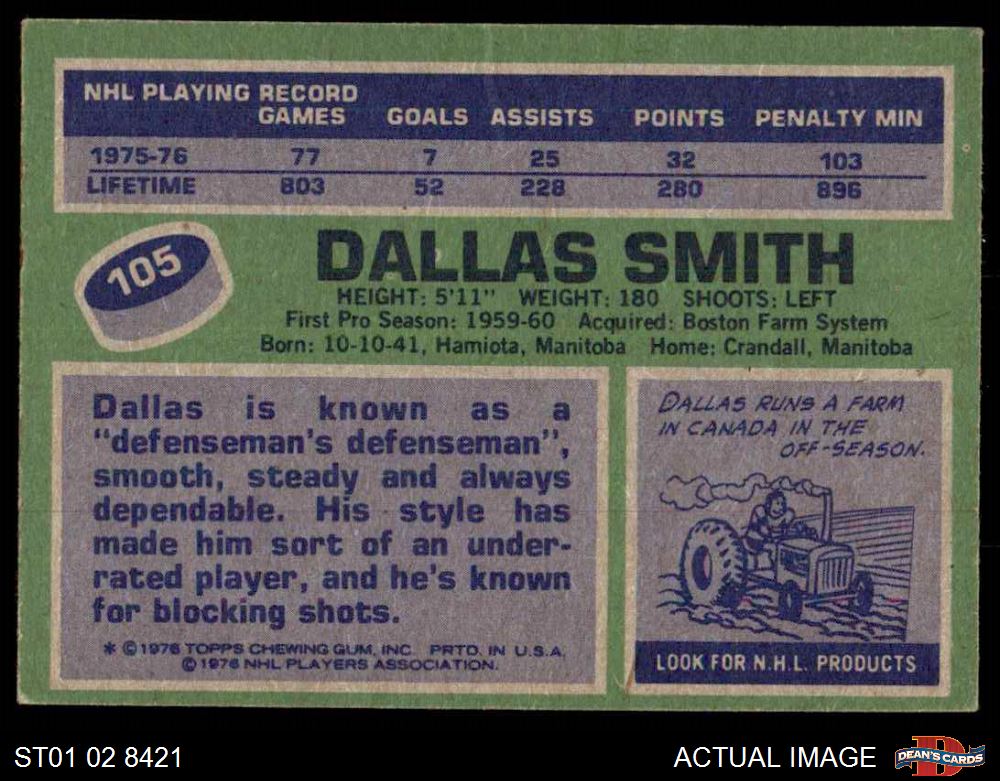 NHL PLAYING RECORD
GAMES GOALS ASSISTS POINTS PENALTY MIN
1975-76 77 7 25 32 103
LIFETIME 803 52 228 280 896
105
DALLAS SMITH
HEIGHT: 5'11" WEIGHT: 180 SHOOTS: LEFT
First Pro Season: 1959-60 Acquired: Boston Farm System
Born: 10-10-41, Hamiota, Manitoba Home: Crandall, Manitoba
Dallas is known as a
"defenseman's defenseman",
smooth, steady and always
dependable. His style has
made him sort of an under-
rated player, and he's known
for blocking shots.
* © 1976 TOPPS CHEWING GUM, INC. PRTD. IN U.S.A.
© 1976 NHL PLAYERS ASSOCIATION.
DALLAS RUNS A FARM
IN CANADA IN THE
OFF-SEASON.
LOOK FOR N.H.L. PRODUCTS
ST01 02 8421
ACTUAL IMAGE
D
DEAN'S CARDS